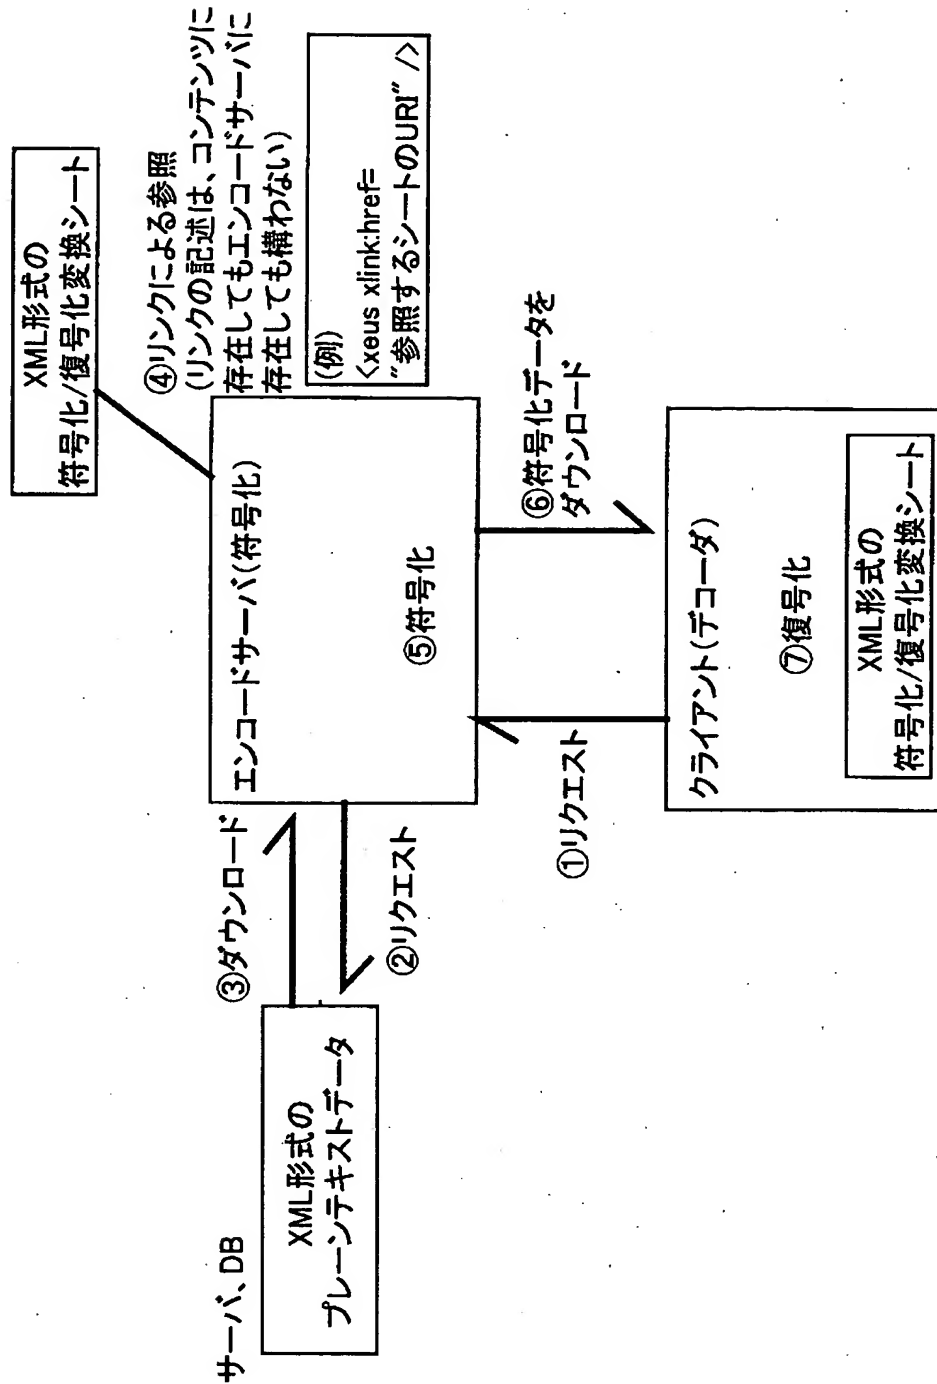 サーバ、DB
XML形式の
プレーンテキストデータ
③ダウンロード
②リクエスト
エンコードサーバ(符号化)
⑤符号化
XML形式の
符号化/復号化変換シート
④リンクによる参照
(リンクの記述は、コンテンツに
存在してもエンコードサーバに
存在しても構わない)
(例)
<xeus xlink:href=
"参照するシートのURI" />
①リクエスト
⑥符号化データを
ダウンロード
クライアント(デコーダ)
⑦復号化
XML形式の
符号化/復号化変換シート